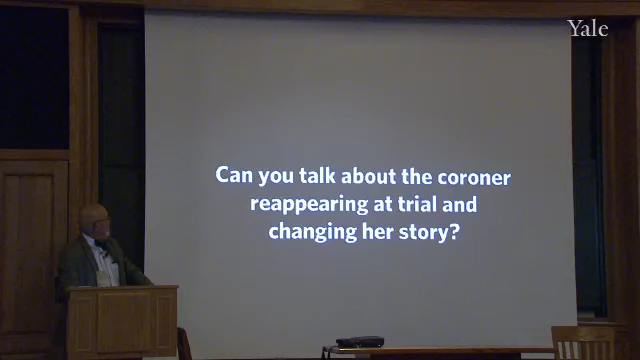 Yale
Can you talk about the coroner
reappearing at trial and
changing her story?